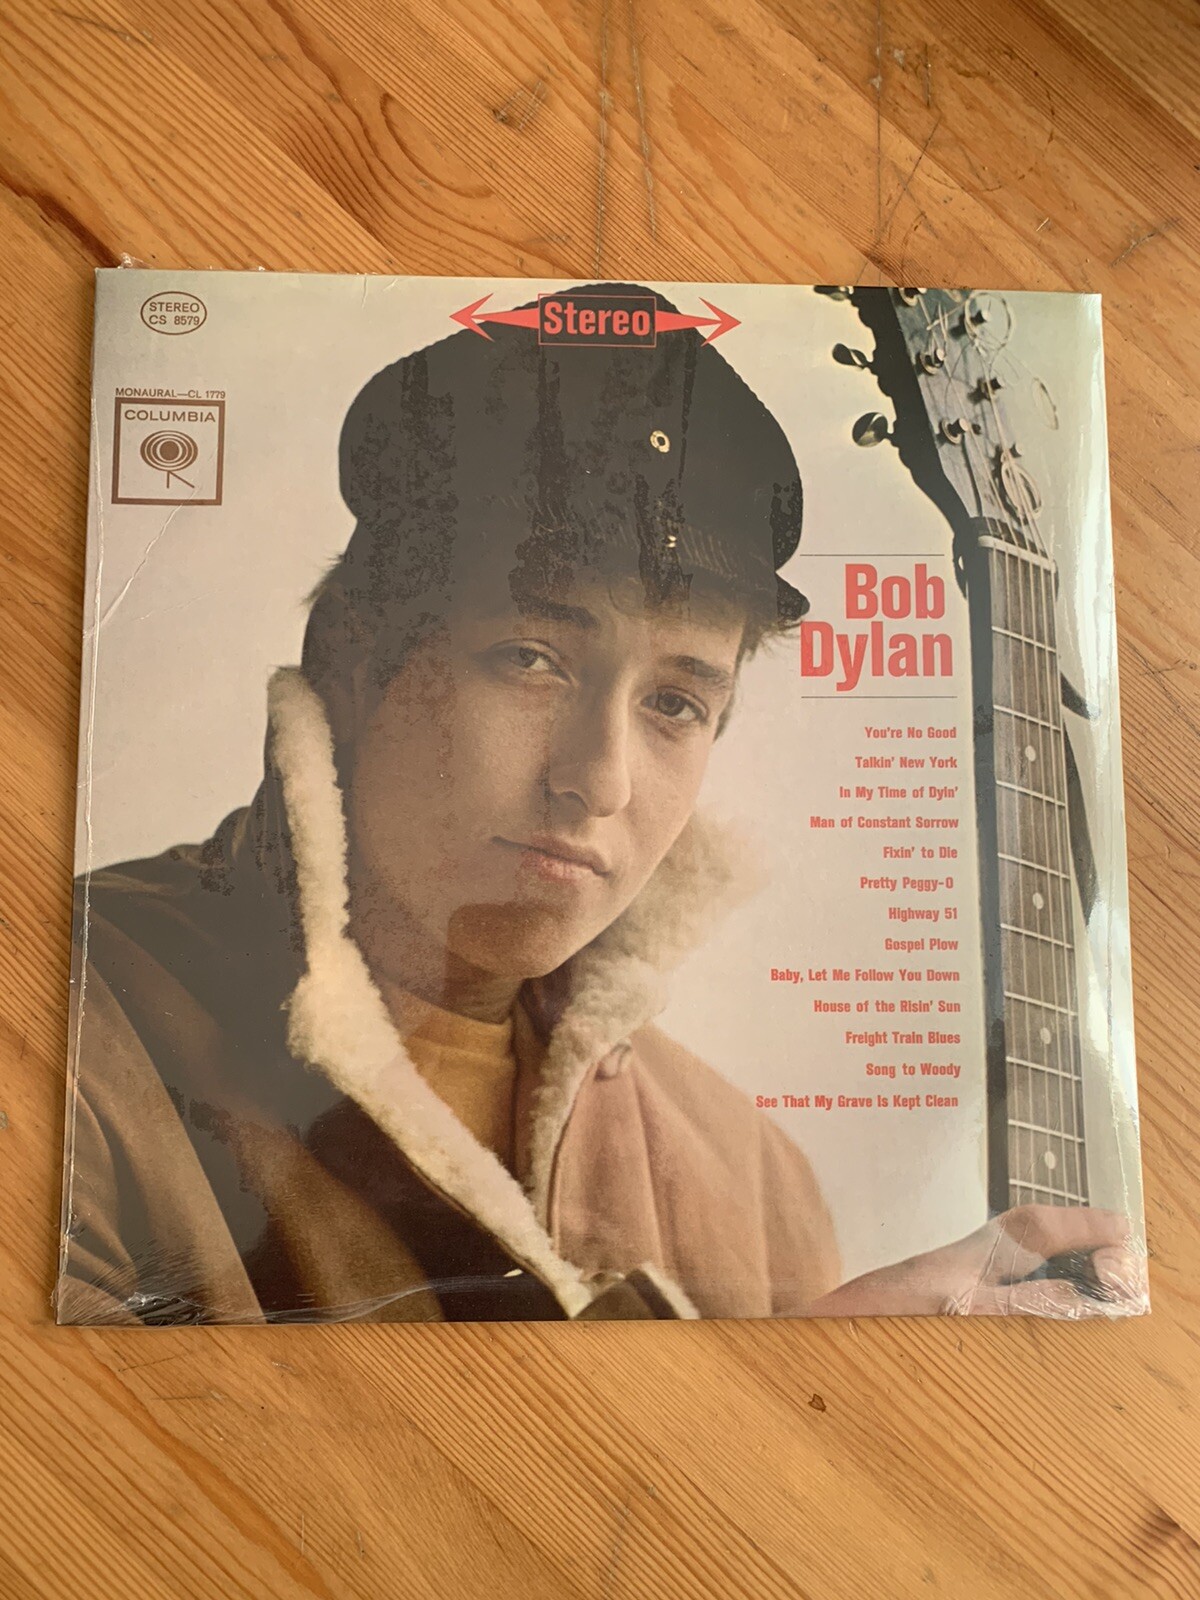 STEREO
CS 8579
Stereo
MONAURAL—CL 1779
COLUMBIA
Bob
Dylan
You're No Good
Talkin' New York
In My Time of Dyin'
Man of Constant Sorrow
Fixin' to Die
Pretty Peggy-O
Highway 51
Gospel Plow
Baby, Let Me Follow You Down
House of the Risin' Sun
Freight Train Blues
Song to Woody
See That My Grave Is Kept Clean